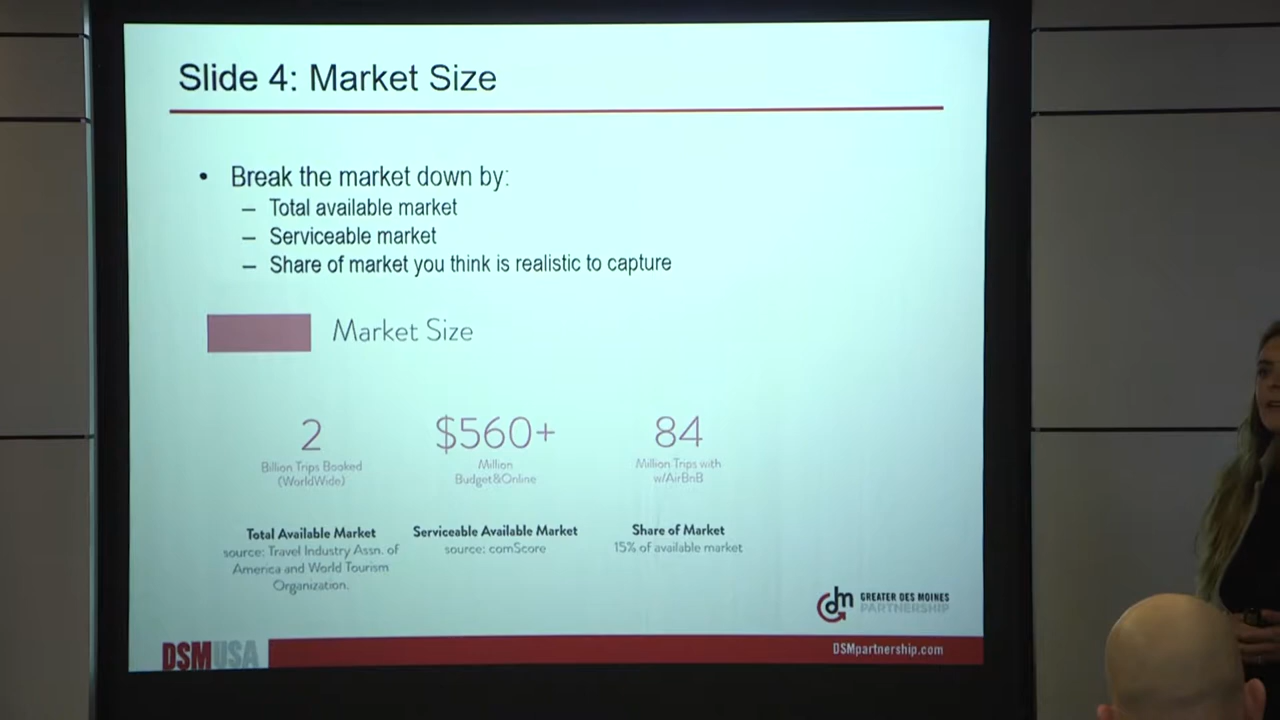 Slide 4: Market Size
• Break the market down by:
– Total available market
– Serviceable market
– Share of market you think is realistic to capture
Market Size
2
Billion Trips Booked
(WorldWide)
$560+
Million
Budget&Online
84
Million Trips with
w/AirBnB
Total Available Market
source: Travel Industry Assn. of
America and World Tourism
Organization.
Serviceable Available Market
source: comScore
Share of Market
15% of available market
dm GREATER DES MOINES
PARTNERSHIP
DSMUSA
DSMpartnership.com